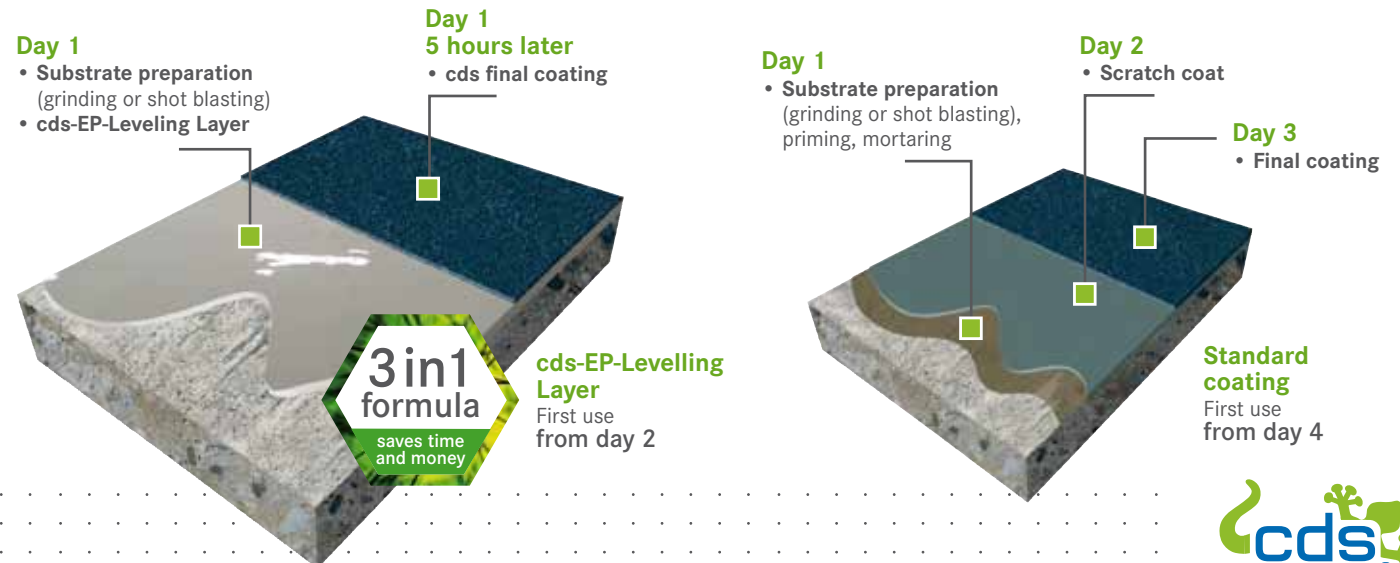 Day 1
• Substrate preparation
(grinding or shot blasting)
• cds-EP-Leveling Layer
Day 1
5 hours later
• cds final coating
3 in 1
formula
saves time
and money
cds-EP-Levelling
Layer
First use
from day 2
Day 1
• Substrate preparation
(grinding or shot blasting),
priming, mortaring
Day 2
• Scratch coat
Day 3
• Final coating
Standard
coating
First use
from day 4
cds